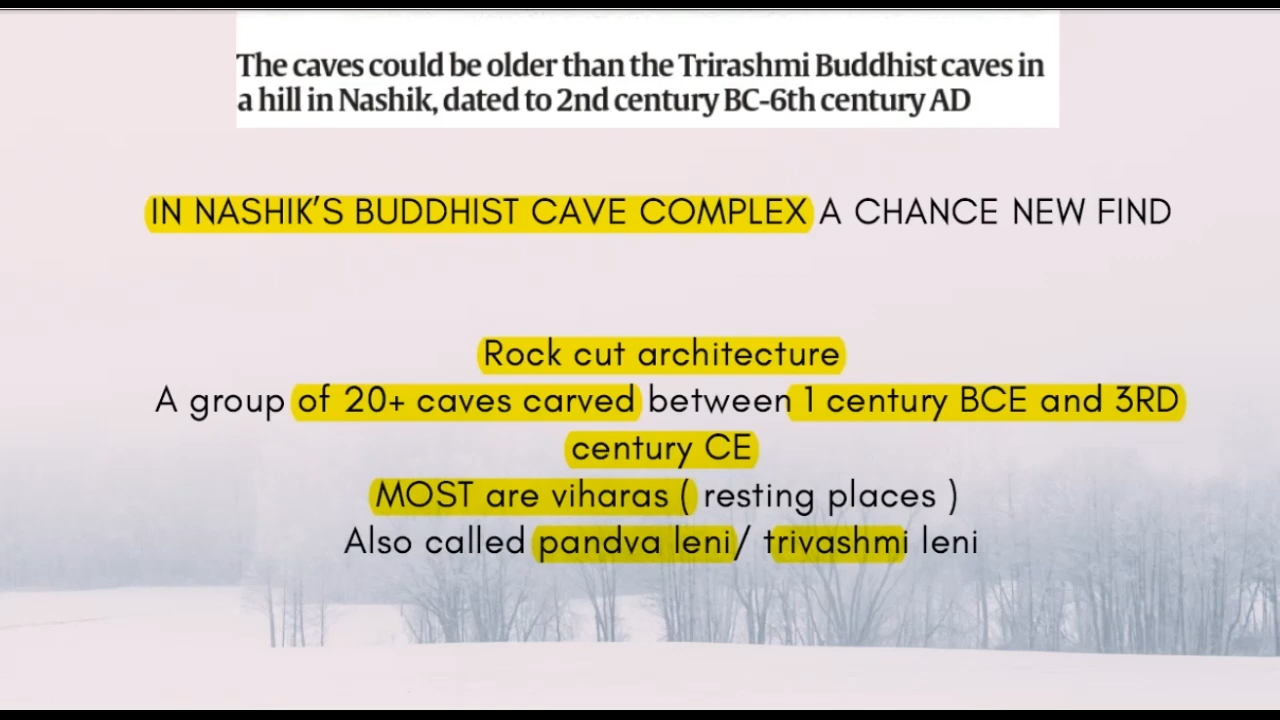 The caves could be older than the Trirashmi Buddhist caves in
a hill in Nashik, dated to 2nd century BC-6th century AD
IN NASHIK'S BUDDHIST CAVE COMPLEX A CHANCE NEW FIND
Rock cut architecture
A group of 20+ caves carved between 1 century BCE and 3RD
century CE
MOST are viharas ( resting places )
Also called pandva leni/ trivashmi leni